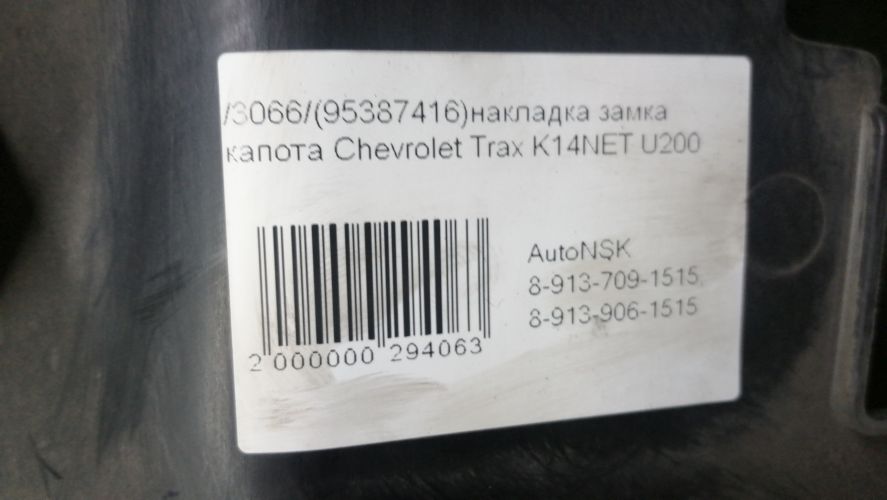 /3066/(95387416)накладка замка
капота Chevrolet Trax K14NET U200
AutoNSK
8-913-709-1515
8-913-906-1515
2 000000 294063